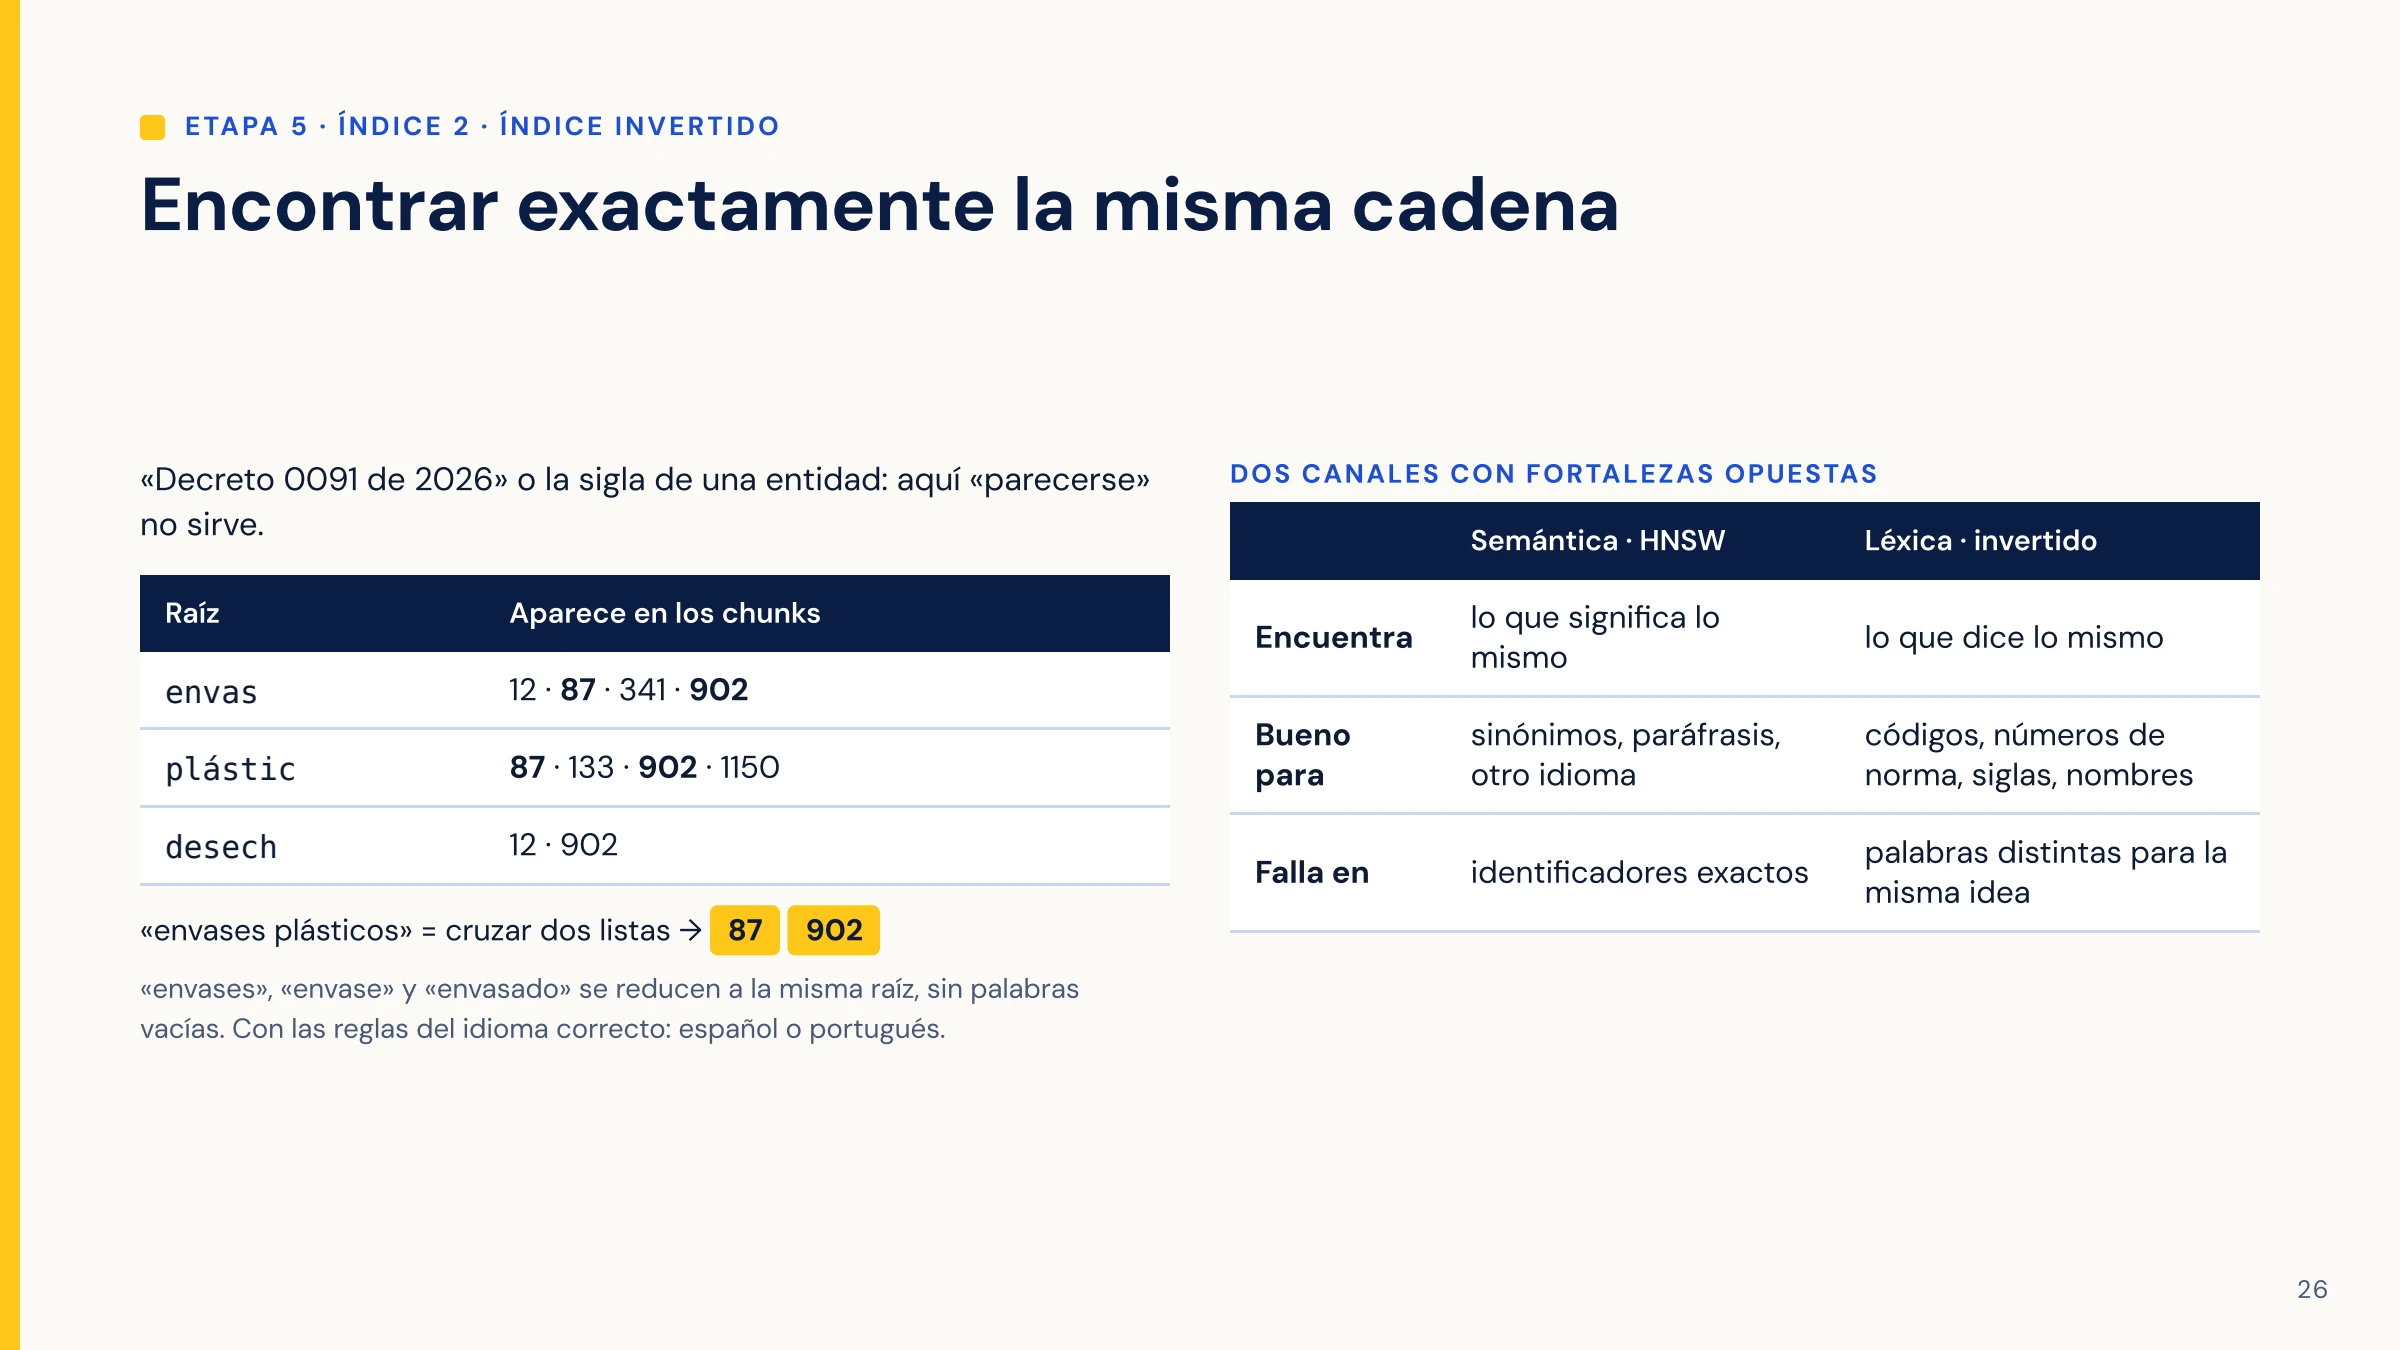 ETAPA 5 · ÍNDICE 2 · ÍNDICE INVERTIDO
Encontrar exactamente la misma cadena
«Decreto 0091 de 2026» o la sigla de una entidad: aquí «parecerse»
no sirve.
Raíz Aparece en los chunks
envas 12 · 87 · 341 · 902
plástic 87 · 133 · 902 · 1150
desech 12 · 902
«envases plásticos» = cruzar dos listas → 87 902
«envases», «envase» y «envasado» se reducen a la misma raíz, sin palabras
vacías. Con las reglas del idioma correcto: español o portugués.
DOS CANALES CON FORTALEZAS OPUESTAS
Semántica · HNSW Léxica · invertido
Encuentra lo que significa lo
mismo lo que dice lo mismo
Bueno
para sinónimos, paráfrasis,
otro idioma códigos, números de
norma, siglas, nombres
Falla en identificadores exactos palabras distintas para la
misma idea
26